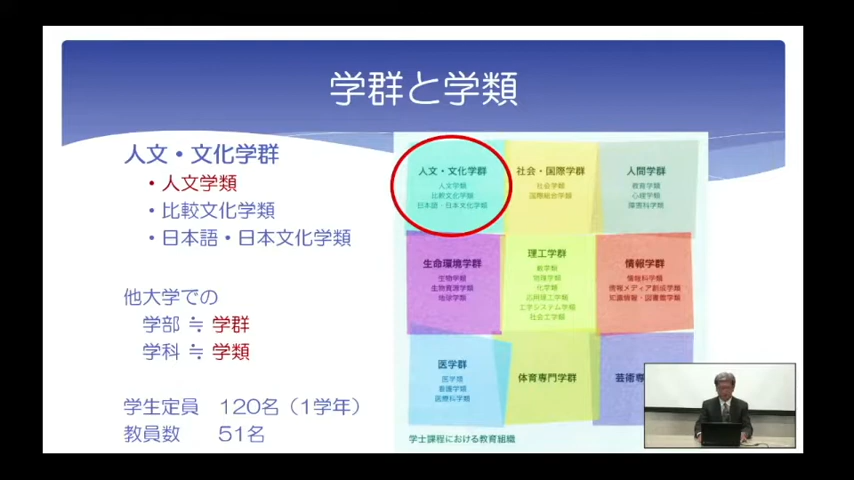 学群と学類
人文・文化学群
・人文学類
・比較文化学類
・日本語・日本文化学類
他大学での
学部 ≒ 学群
学科 ≒ 学類
学生定員 120名（1学年）
教員数 51名
人文・文化学群
人文学類
比較文化学類
日本語・日本文化学類
社会・国際学群
社会学類
国際総合学類
人間学群
教育学類
心理学類
障害科学類
生命環境学群
生物学類
生物資源学類
地球学類
理工学群
数学類
物理学類
化学類
応用理工学類
工学システム学類
社会工学類
情報学群
情報科学類
情報メディア創成学類
知識情報・図書館学類
医学群
医学類
看護学類
医療科学類
体育専門学群
芸術専
学士課程における教育組織